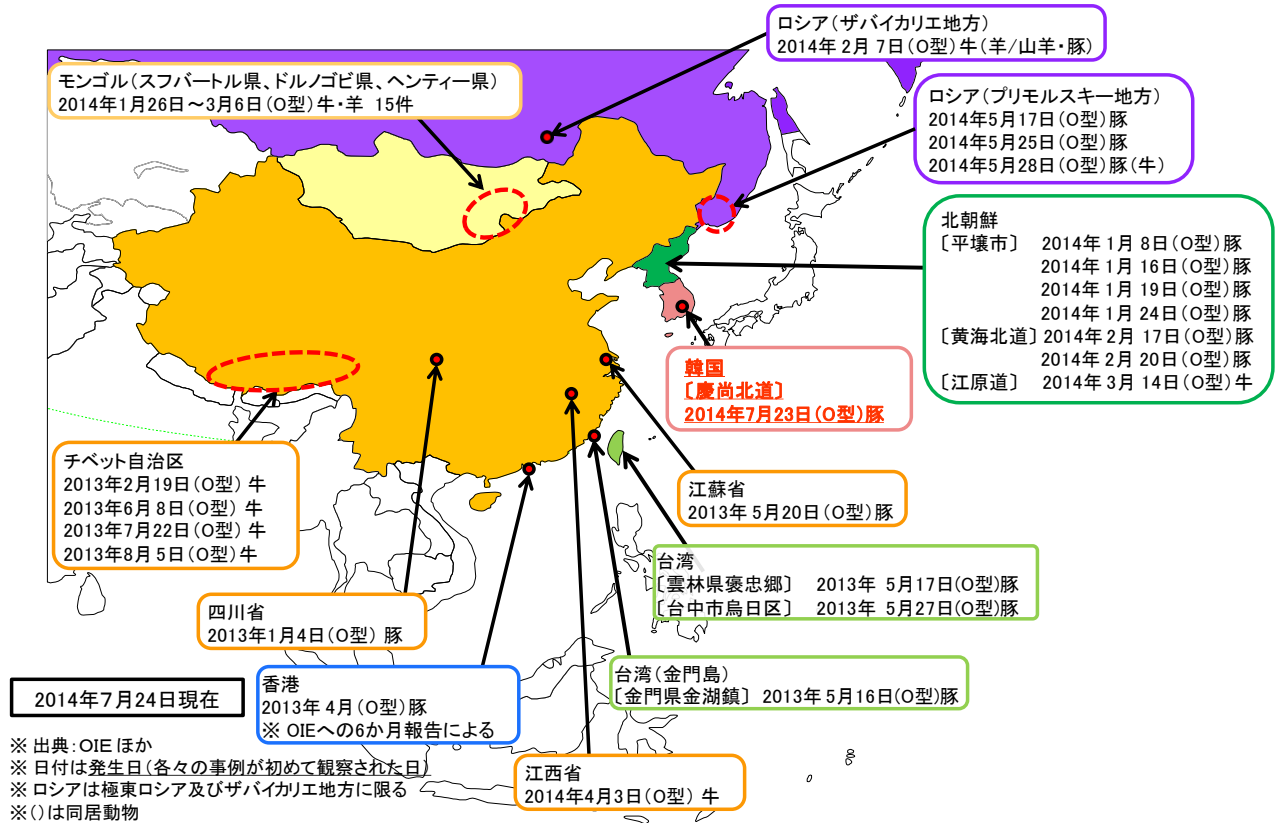 ロシア(ザバイカリエ地方)
2014年 2月 7日(O型)牛(羊/山羊・豚)
モンゴル(スフバートル県、ドルノゴビ県、ヘンティー県)
2014年1月26日～3月6日(O型)牛・羊 15件
ロシア(プリモルスキー地方)
2014年5月17日(O型)豚
2014年5月25日(O型)豚
2014年5月28日(O型)豚(牛)
北朝鮮
〔平壌市〕 2014年 1月 8日(O型)豚
2014年 1月 16日(O型)豚
2014年 1月 19日(O型)豚
2014年 1月 24日(O型)豚
〔黄海北道〕2014年 2月 17日(O型)豚
2014年 2月 20日(O型)豚
〔江原道〕 2014年 3月 14日(O型)牛
韓国
〔慶尚北道〕
2014年7月23日(O型)豚
チベット自治区
2013年2月19日(O型) 牛
2013年6月 8日(O型) 牛
2013年7月22日(O型) 牛
2013年8月 5日(O型)牛
江蘇省
2013年 5月20日(O型)豚
台湾
〔雲林県褒忠郷〕 2013年 5月17日(O型)豚
〔台中市烏日区〕 2013年 5月27日(O型)豚
四川省
2013年1月4日(O型) 豚
台湾(金門島)
〔金門県金湖鎮〕 2013年 5月16日(O型)豚
香港
2013年 4月(O型)豚
※ OIEへの6か月報告による
江西省
2014年4月3日(O型) 牛
2014年7月24日現在
※ 出典:OIE ほか
※ 日付は発生日(各々の事例が初めて観察された日)
※ ロシアは極東ロシア及びザバイカリエ地方に限る
※()は同居動物